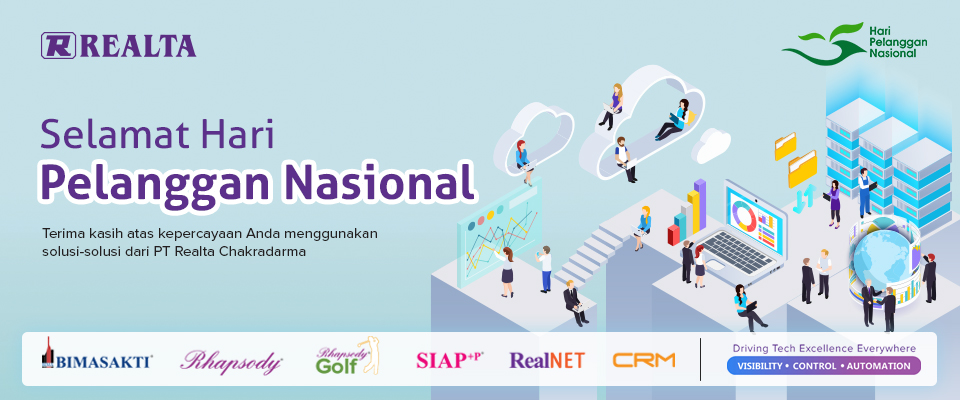 REALTA
Hari
Pelanggan
Nasional
Selamat Hari
Pelanggan Nasional
Terima kasih atas kepercayaan Anda menggunakan
solusi-solusi dari PT Realta Chakradarma
BIMASAKTI
Rhapsody
Rhapsody
Golf
SIAP+P
RealNET
CRM
Driving Tech Excellence Everywhere
VISIBILITY • CONTROL • AUTOMATION